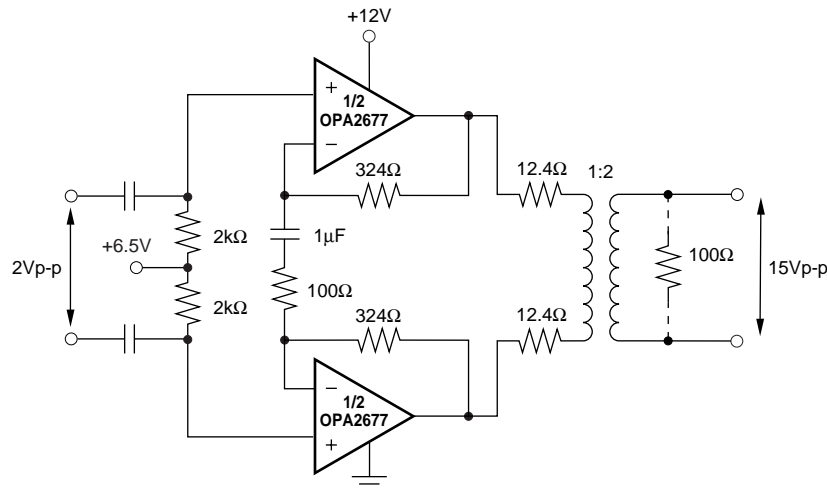 +12V
+
1/2
OPA2677
−
324Ω
12.4Ω
1:2
2kΩ
+6.5V
1µF
2Vp-p
100Ω
15Vp-p
2kΩ
100Ω
324Ω
12.4Ω
−
1/2
OPA2677
+